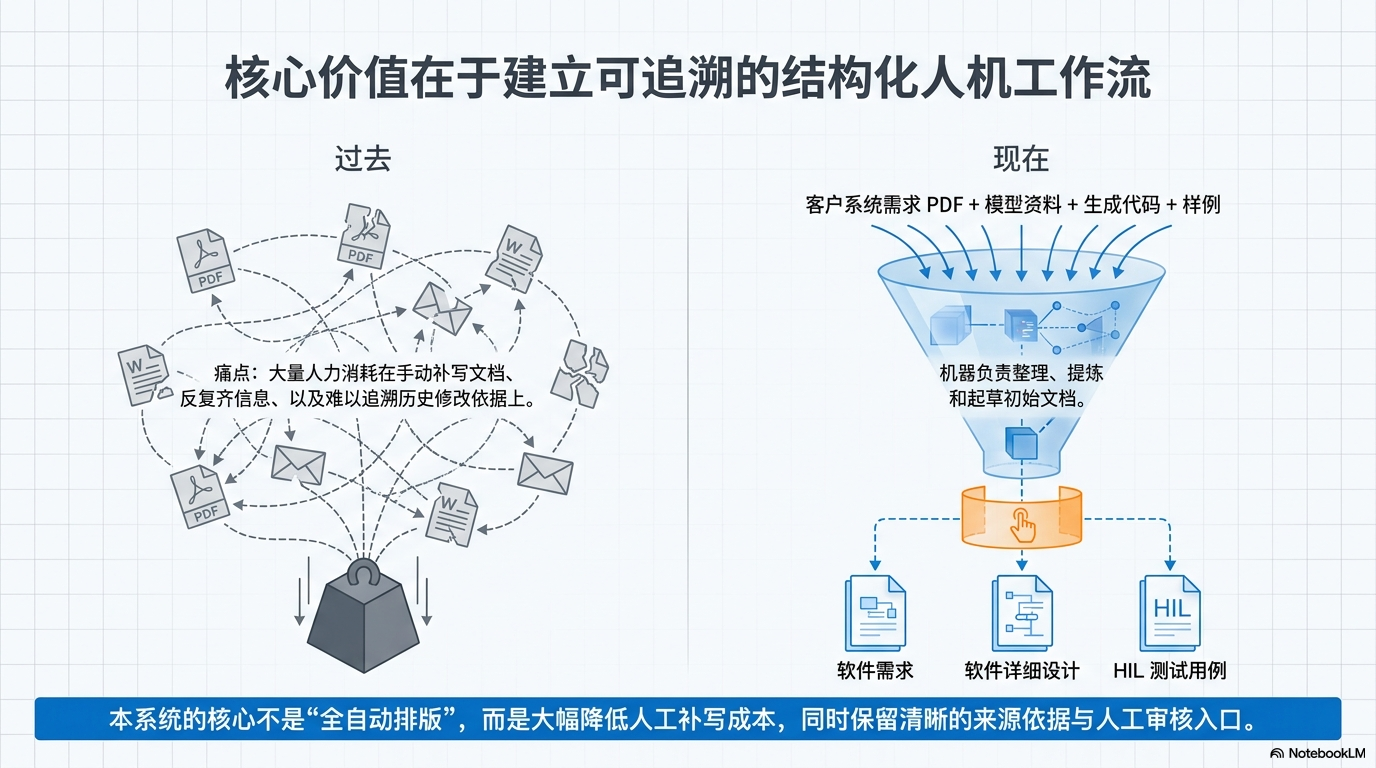 核心价值在于建立可追溯的结构化人机工作流
过去
PDF
PDF
W
W
痛点：大量人力消耗在手动补写文档、
反复齐信息、以及难以追溯历史修改依据上。
PDF
W
现在
客户系统需求 PDF + 模型资料 + 生成代码 + 样例
机器负责整理、提炼
和起草初始文档。
HIL
软件需求
软件详细设计
HIL 测试用例
本系统的核心不是“全自动排版”，而是大幅降低人工补写成本，同时保留清晰的来源依据与人工审核入口。
NotebookLM